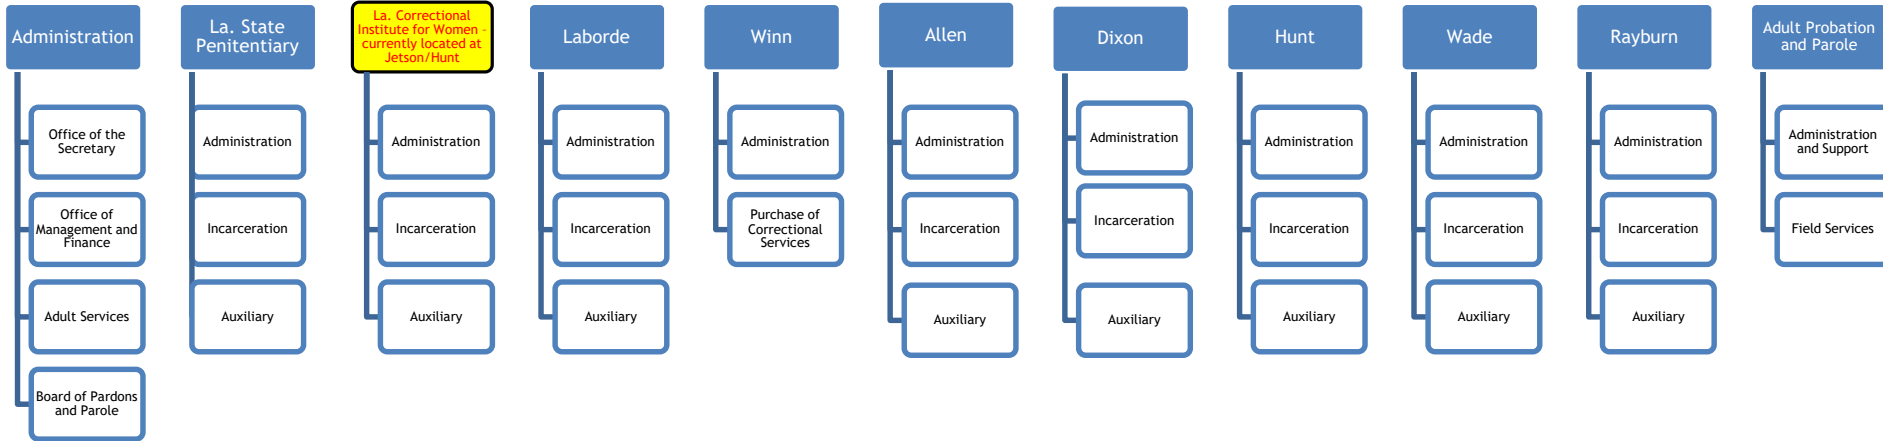 Administration
Office of the
Secretary
Office of
Management and
Finance
Adult Services
Board of Pardons
and Parole
La. State
Penitentiary
Administration
Incarceration
Auxiliary
La. Correctional
Institute for Women -
currently located at
Jetson/Hunt
Administration
Incarceration
Auxiliary
Laborde
Administration
Incarceration
Auxiliary
Winn
Administration
Purchase of
Correctional
Services
Allen
Administration
Incarceration
Auxiliary
Dixon
Administration
Incarceration
Auxiliary
Hunt
Administration
Incarceration
Auxiliary
Wade
Administration
Incarceration
Auxiliary
Rayburn
Administration
Incarceration
Auxiliary
Adult Probation
and Parole
Administration
and Support
Field Services